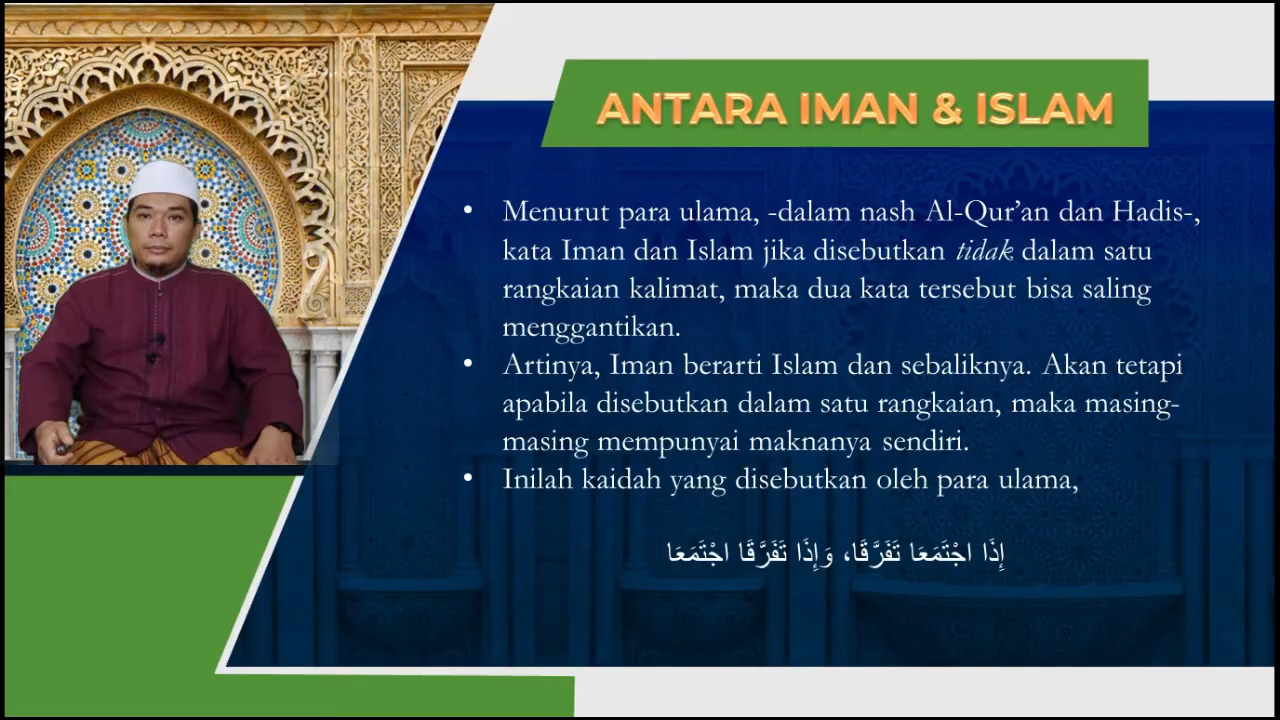 ANTARA IMAN & ISLAM
• Menurut para ulama, -dalam nash Al-Qur’an dan Hadis-,
kata Iman dan Islam jika disebutkan tidak dalam satu
rangkaian kalimat, maka dua kata tersebut bisa saling
menggantikan.
• Artinya, Iman berarti Islam dan sebaliknya. Akan tetapi
apabila disebutkan dalam satu rangkaian, maka masing-
masing mempunyai maknanya sendiri.
• Inilah kaidah yang disebutkan oleh para ulama,
إِذَا اجْتَمَعَا تَفَرَّقَا، وَإِذَا تَفَرَّقَا اجْتَمَعَا